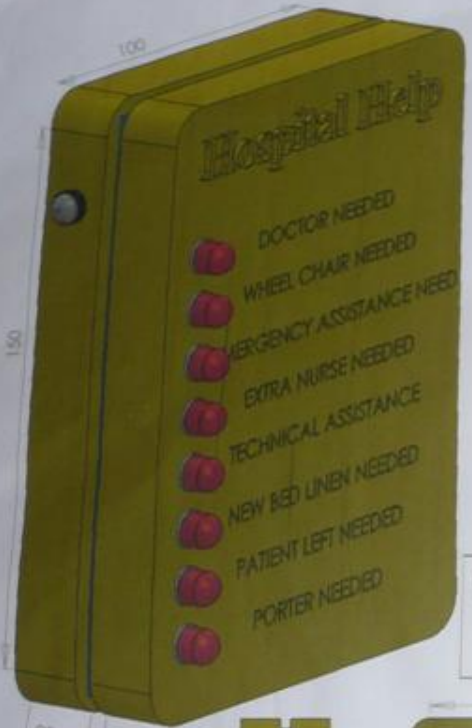 100
Hospital Help
150
DOCTOR NEEDED
WHEEL CHAIR NEEDED
MERGENCY ASSISTANCE NEED
EXTRA NURSE NEEDED
TECHNICAL ASSISTANCE
NEW BED LINEN NEEDED
PATIENT LEFT NEEDED
PORTER NEEDED